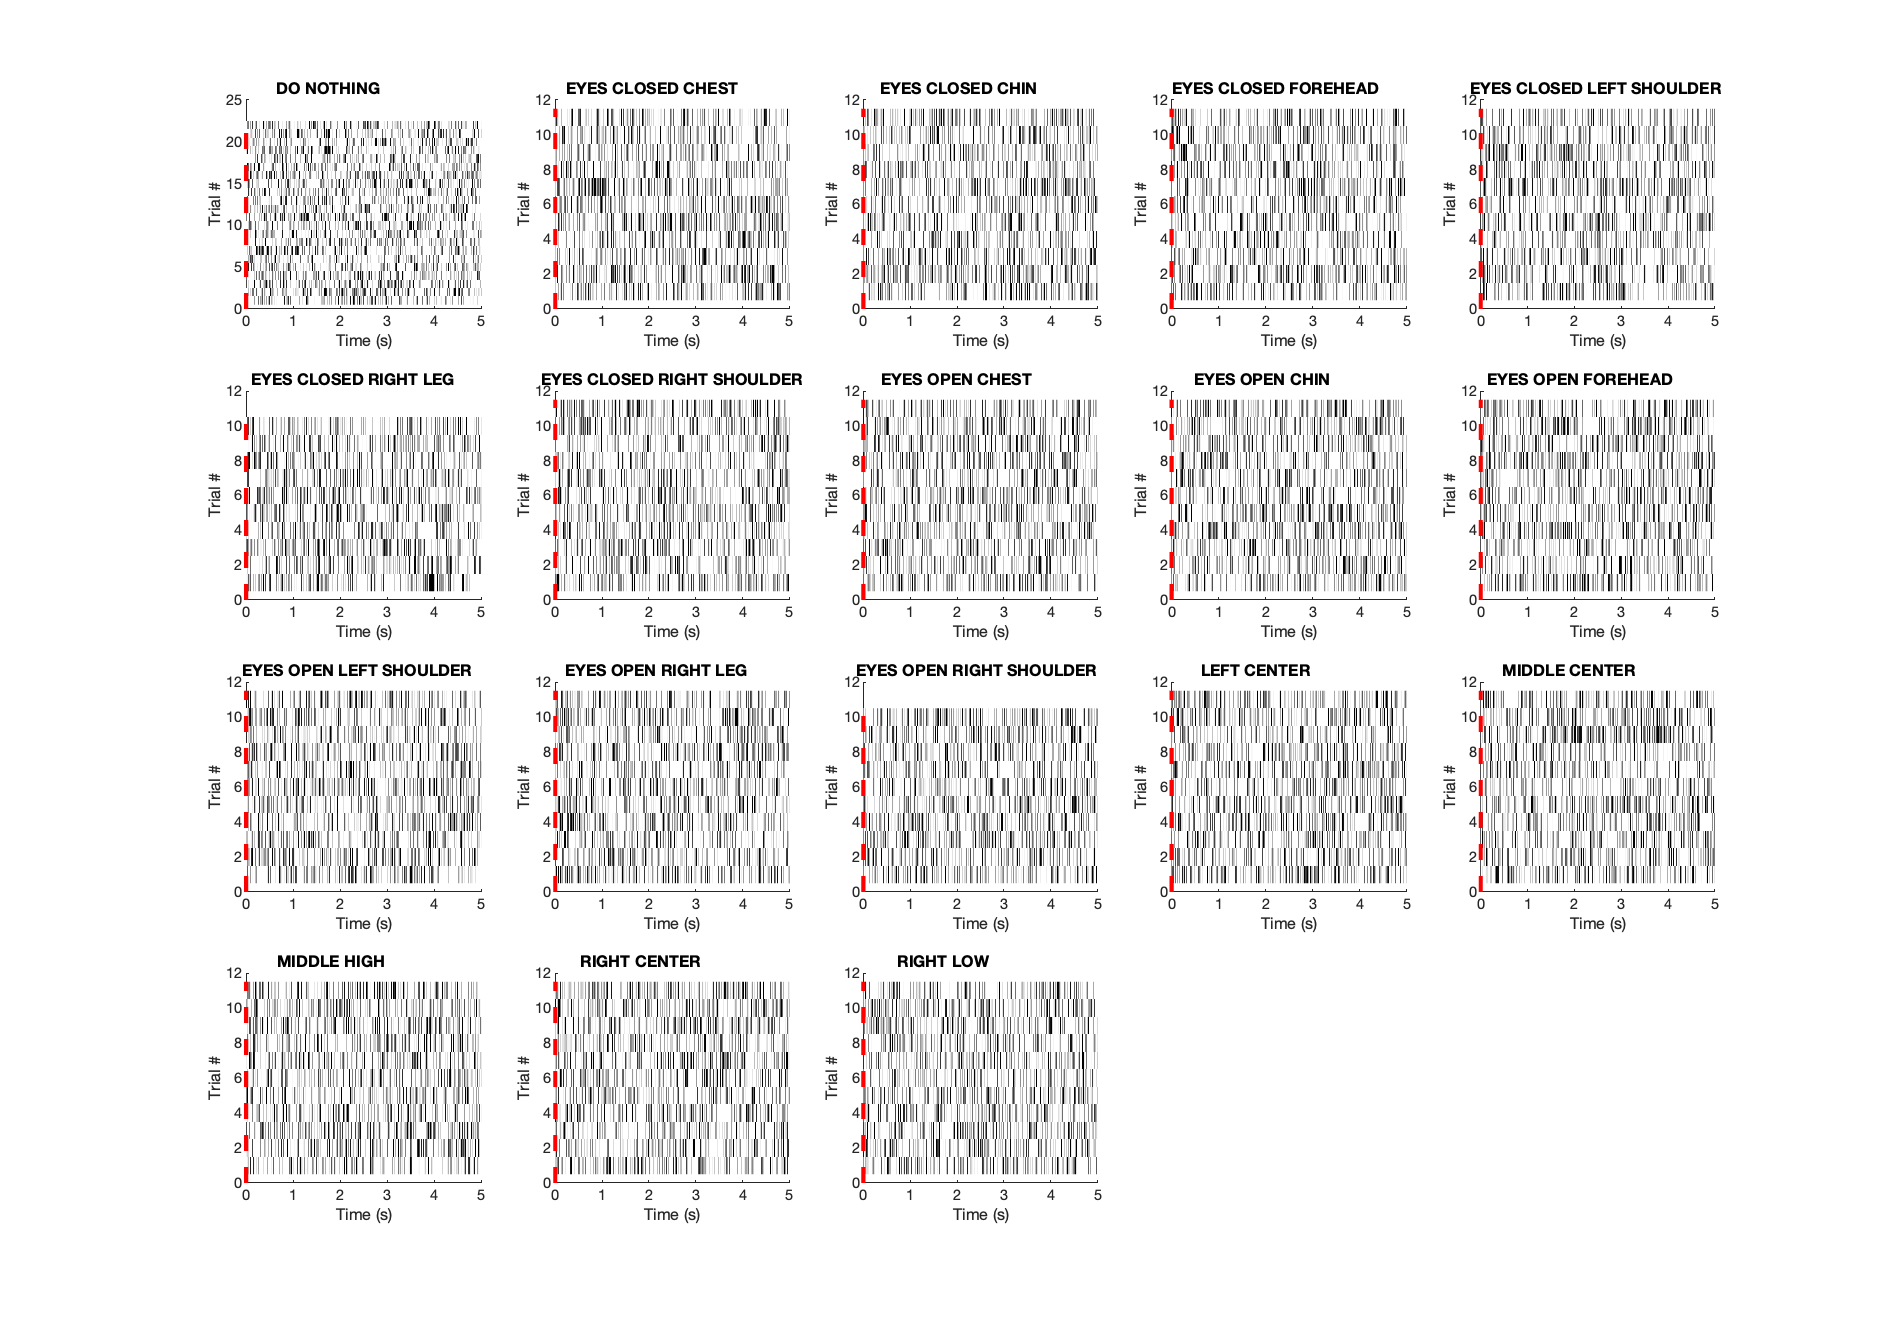 DO NOTHING
25
20
15
10
5
0
Trial #
0 1 2 3 4 5
Time (s)
EYES CLOSED CHEST
12
10
8
6
4
2
0
Trial #
0 1 2 3 4 5
Time (s)
EYES CLOSED CHIN
12
10
8
6
4
2
0
Trial #
0 1 2 3 4 5
Time (s)
EYES CLOSED FOREHEAD
12
10
8
6
4
2
0
Trial #
0 1 2 3 4 5
Time (s)
EYES CLOSED LEFT SHOULDER
12
10
8
6
4
2
0
Trial #
0 1 2 3 4 5
Time (s)
EYES CLOSED RIGHT LEG
12
10
8
6
4
2
0
Trial #
0 1 2 3 4 5
Time (s)
EYES CLOSED RIGHT SHOULDER
12
10
8
6
4
2
0
Trial #
0 1 2 3 4 5
Time (s)
EYES OPEN CHEST
12
10
8
6
4
2
0
Trial #
0 1 2 3 4 5
Time (s)
EYES OPEN CHIN
12
10
8
6
4
2
0
Trial #
0 1 2 3 4 5
Time (s)
EYES OPEN FOREHEAD
12
10
8
6
4
2
0
Trial #
0 1 2 3 4 5
Time (s)
EYES OPEN LEFT SHOULDER
12
10
8
6
4
2
0
Trial #
0 1 2 3 4 5
Time (s)
EYES OPEN RIGHT LEG
12
10
8
6
4
2
0
Trial #
0 1 2 3 4 5
Time (s)
EYES OPEN RIGHT SHOULDER
12
10
8
6
4
2
0
Trial #
0 1 2 3 4 5
Time (s)
LEFT CENTER
12
10
8
6
4
2
0
Trial #
0 1 2 3 4 5
Time (s)
MIDDLE CENTER
12
10
8
6
4
2
0
Trial #
0 1 2 3 4 5
Time (s)
MIDDLE HIGH
12
10
8
6
4
2
0
Trial #
0 1 2 3 4 5
Time (s)
RIGHT CENTER
12
10
8
6
4
2
0
Trial #
0 1 2 3 4 5
Time (s)
RIGHT LOW
12
10
8
6
4
2
0
Trial #
0 1 2 3 4 5
Time (s)